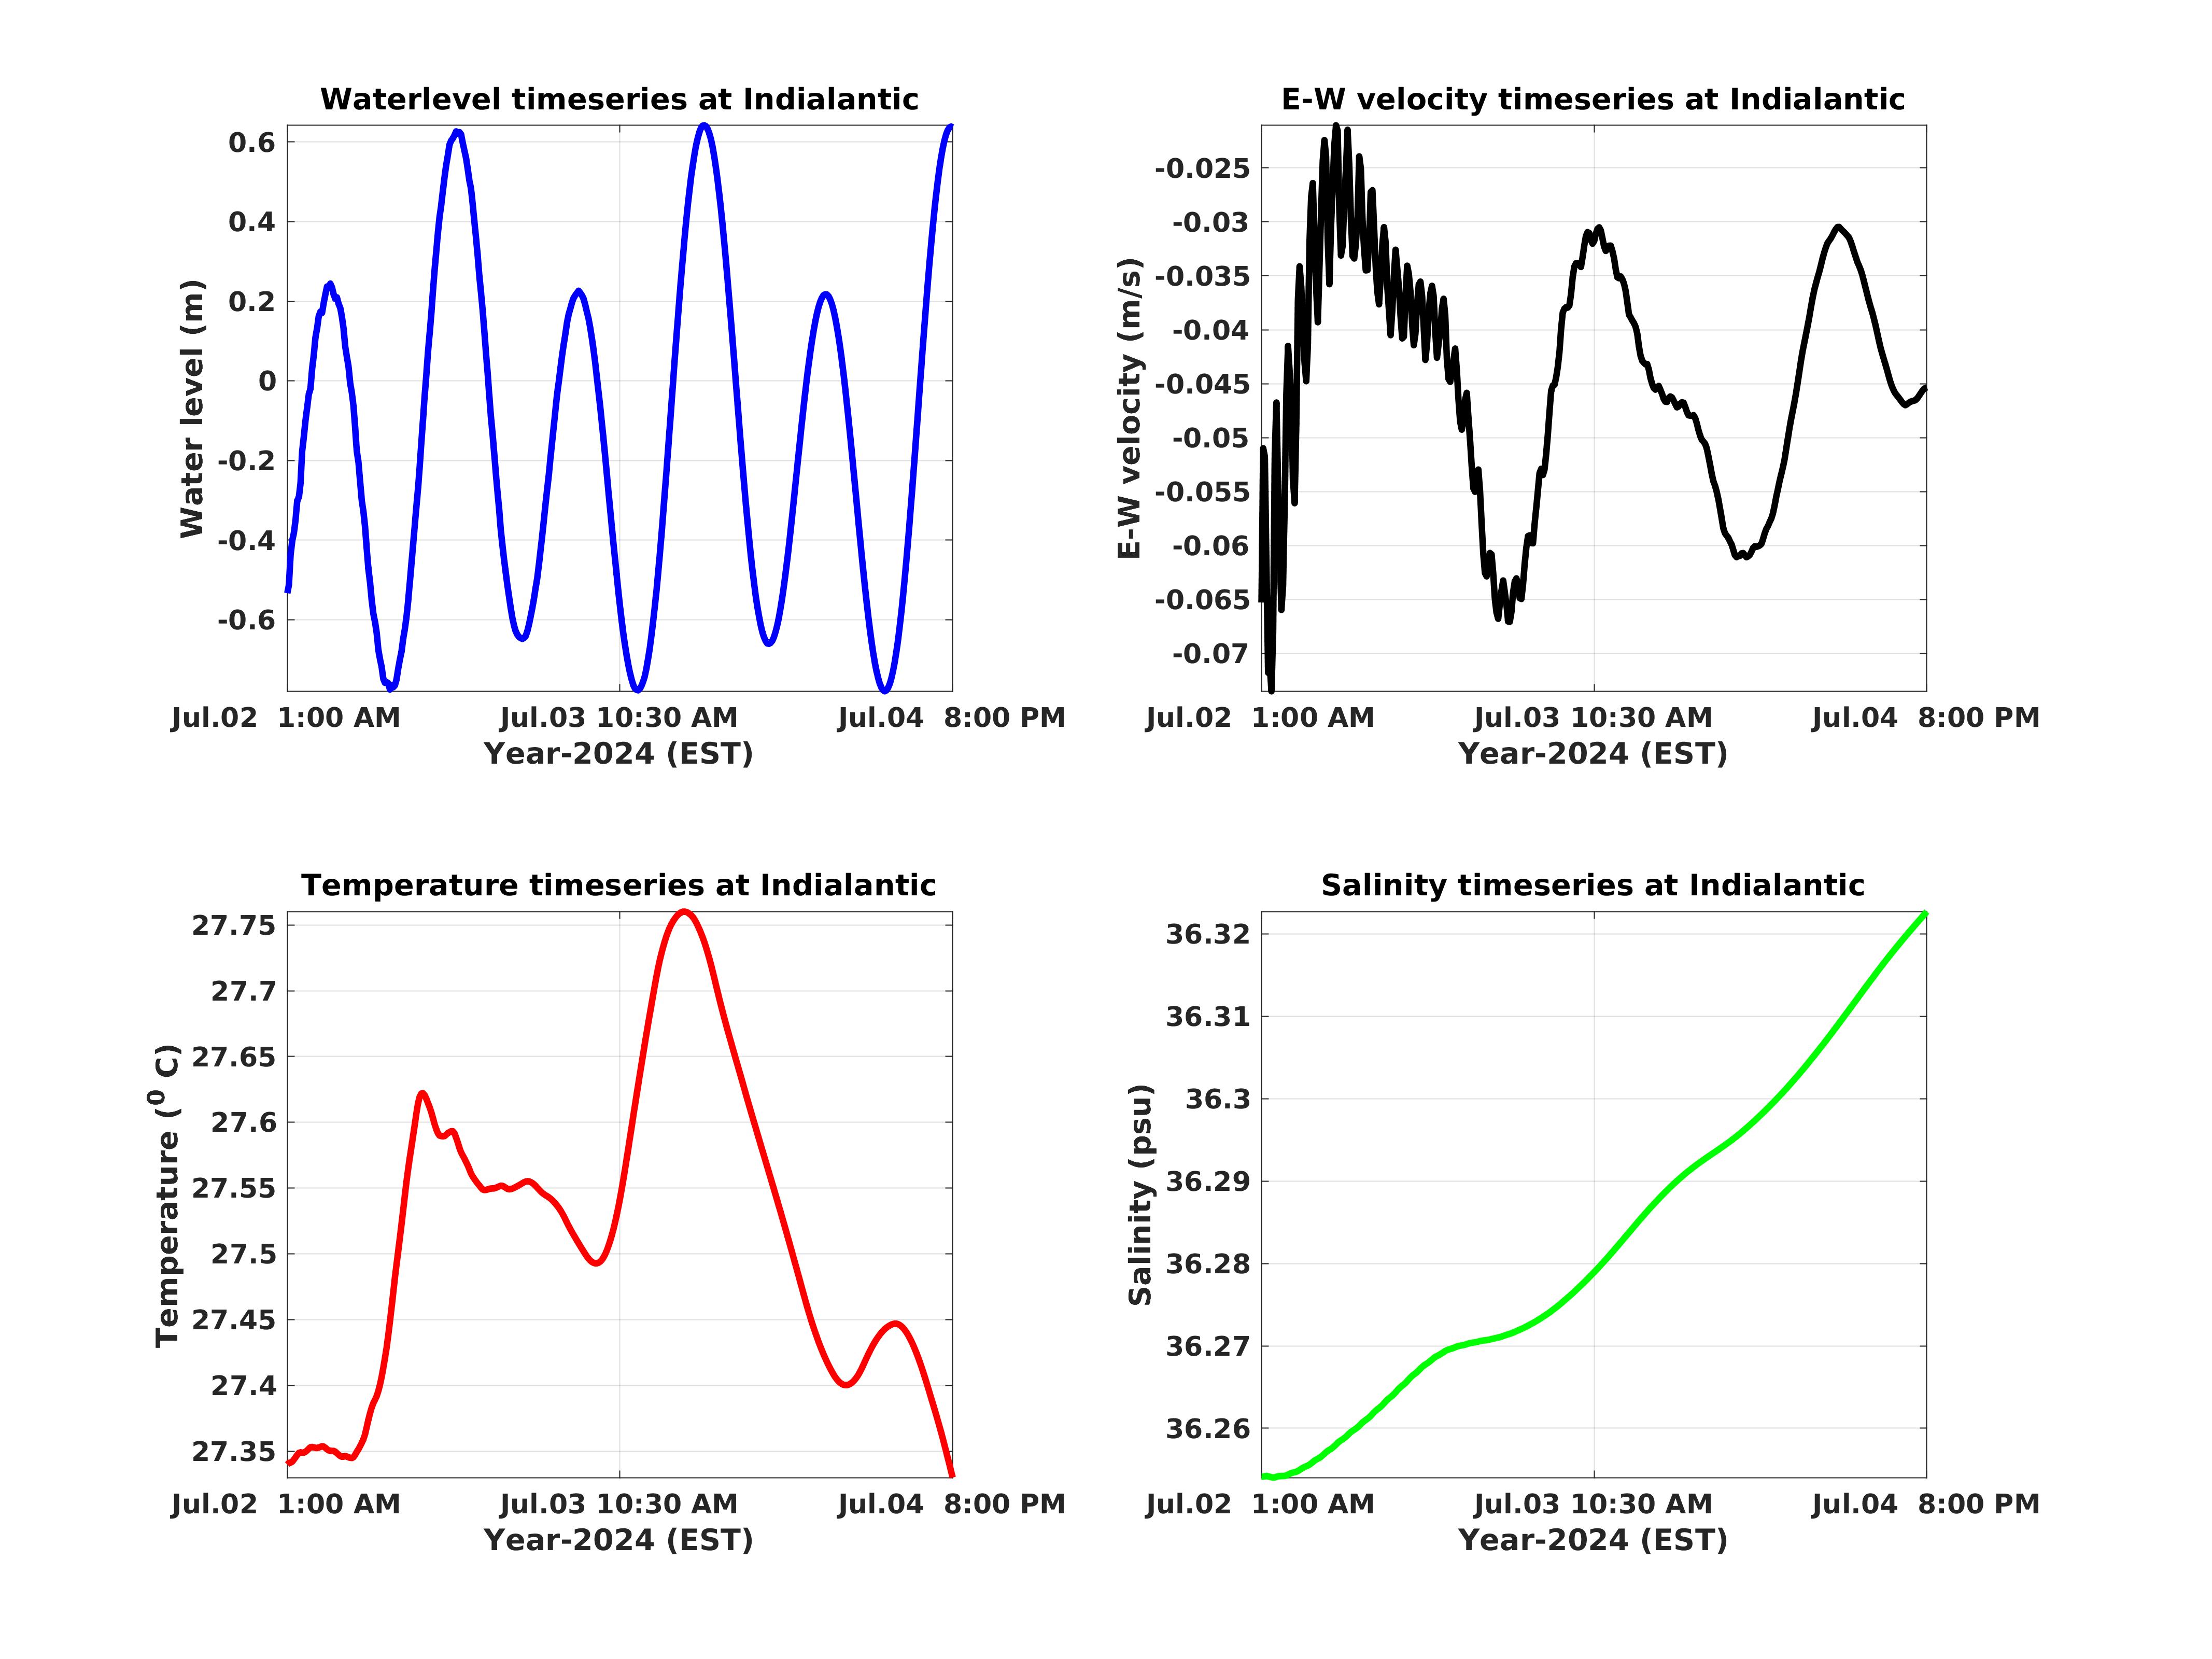 Waterlevel timeseries at Indialantic
0.6
0.4
0.2
0
-0.2
-0.4
-0.6
Water level (m)
Jul.02  1:00 AM
Jul.03 10:30 AM
Jul.04  8:00 PM
Year-2024 (EST)
E-W velocity timeseries at Indialantic
-0.025
-0.03
-0.035
-0.04
-0.045
-0.05
-0.055
-0.06
-0.065
-0.07
E-W velocity (m/s)
Jul.02  1:00 AM
Jul.03 10:30 AM
Jul.04  8:00 PM
Year-2024 (EST)
Temperature timeseries at Indialantic
27.75
27.7
27.65
27.6
27.55
27.5
27.45
27.4
27.35
Temperature (⁰ C)
Jul.02  1:00 AM
Jul.03 10:30 AM
Jul.04  8:00 PM
Year-2024 (EST)
Salinity timeseries at Indialantic
36.32
36.31
36.3
36.29
36.28
36.27
36.26
Salinity (psu)
Jul.02  1:00 AM
Jul.03 10:30 AM
Jul.04  8:00 PM
Year-2024 (EST)